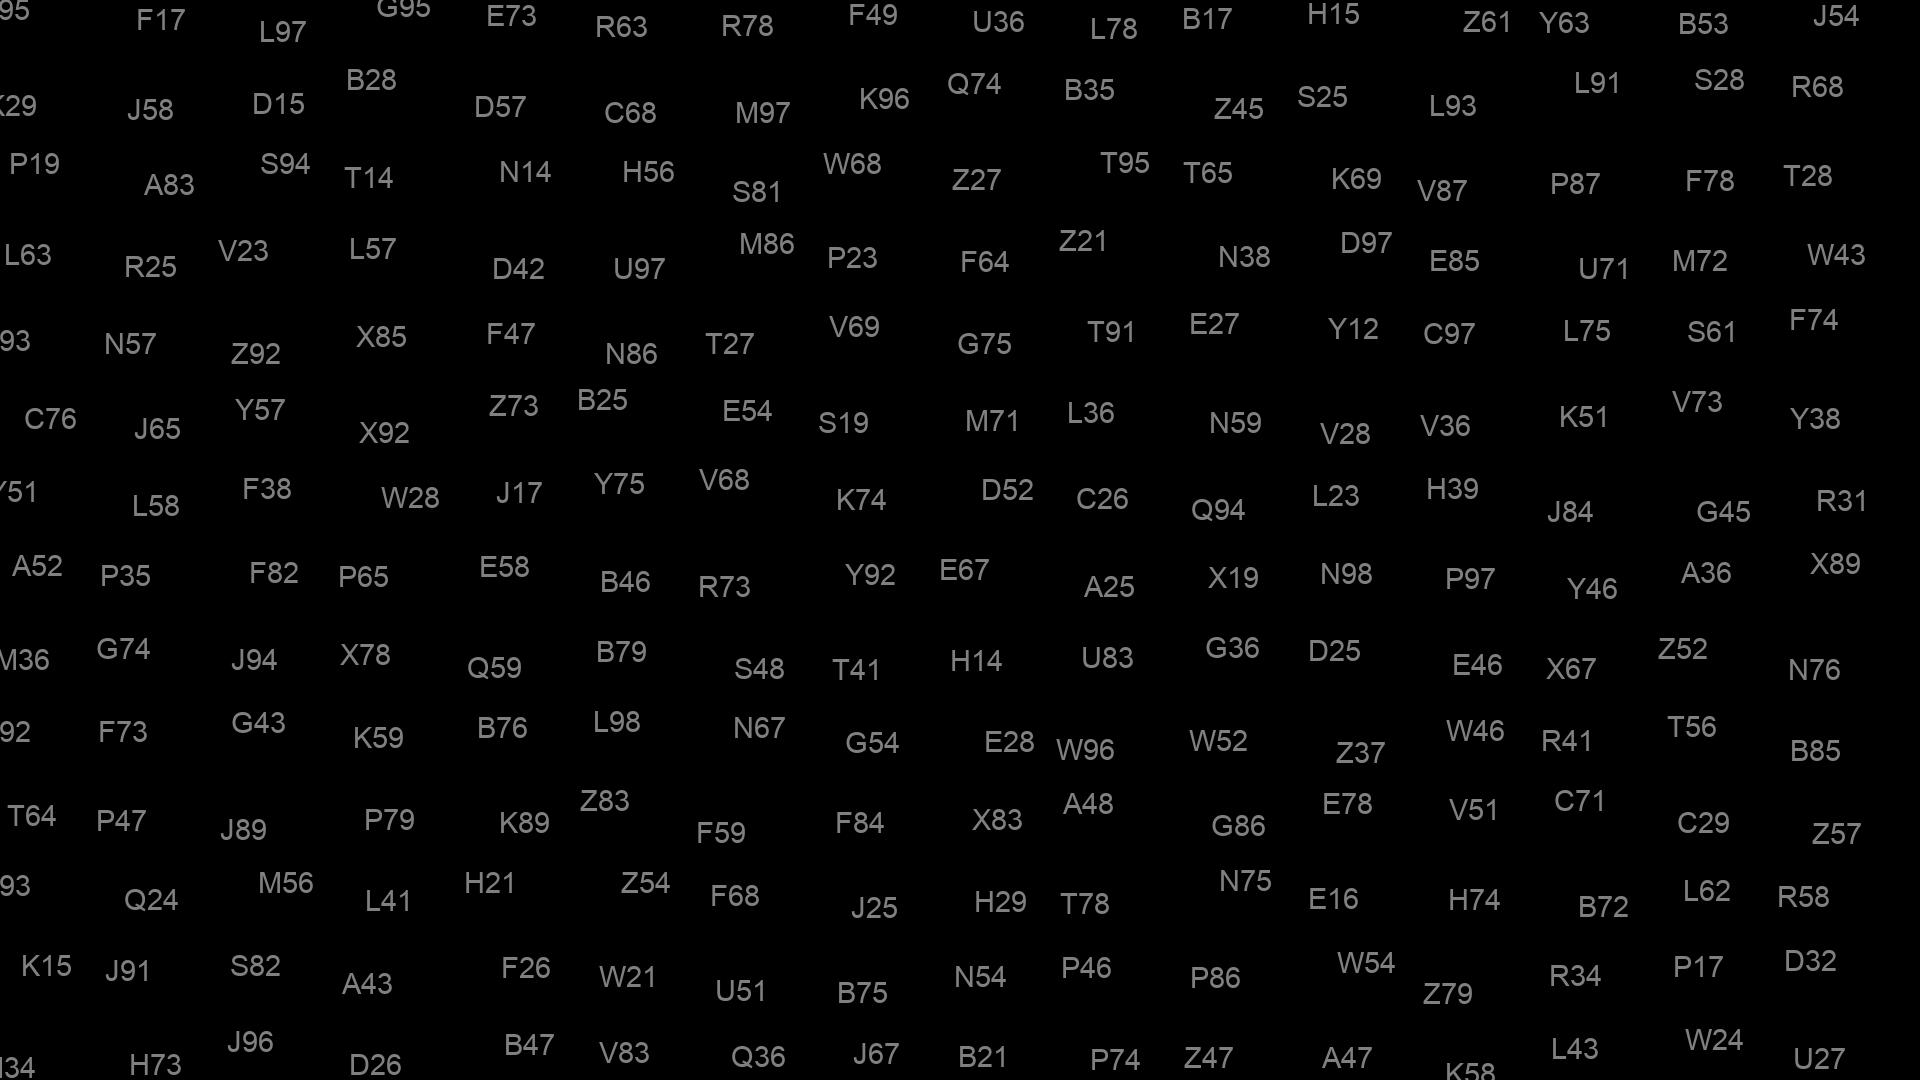 95 F17 L97 G95 E73 R63 R78 F49 U36 L78 B17 H15 Z61 Y63 B53 J54
K29 J58 D15 B28 D57 C68 M97 K96 Q74 B35 Z45 S25 L93 L91 S28 R68
P19 A83 S94 T14 N14 H56 S81 W68 Z27 T95 T65 K69 V87 P87 F78 T28
L63 R25 V23 L57 D42 U97 M86 P23 F64 Z21 N38 D97 E85 U71 M72 W43
93 N57 Z92 X85 F47 N86 T27 V69 G75 T91 E27 Y12 C97 L75 S61 F74
C76 J65 Y57 X92 Z73 B25 E54 S19 M71 L36 N59 V28 V36 K51 V73 Y38
Y51 L58 F38 W28 J17 Y75 V68 K74 D52 C26 Q94 L23 H39 J84 G45 R31
A52 P35 F82 P65 E58 B46 R73 Y92 E67 A25 X19 N98 P97 Y46 A36 X89
M36 G74 J94 X78 Q59 B79 S48 T41 H14 U83 G36 D25 E46 X67 Z52 N76
92 F73 G43 K59 B76 L98 N67 G54 E28 W96 W52 Z37 W46 R41 T56 B85
T64 P47 J89 P79 K89 Z83 F59 F84 X83 A48 G86 E78 V51 C71 C29 Z57
93 Q24 M56 L41 H21 Z54 F68 J25 H29 T78 N75 E16 H74 B72 L62 R58
K15 J91 S82 A43 F26 W21 U51 B75 N54 P46 P86 W54 Z79 R34 P17 D32
34 H73 J96 D26 B47 V83 Q36 J67 B21 P74 Z47 A47 K58 L43 W24 U27